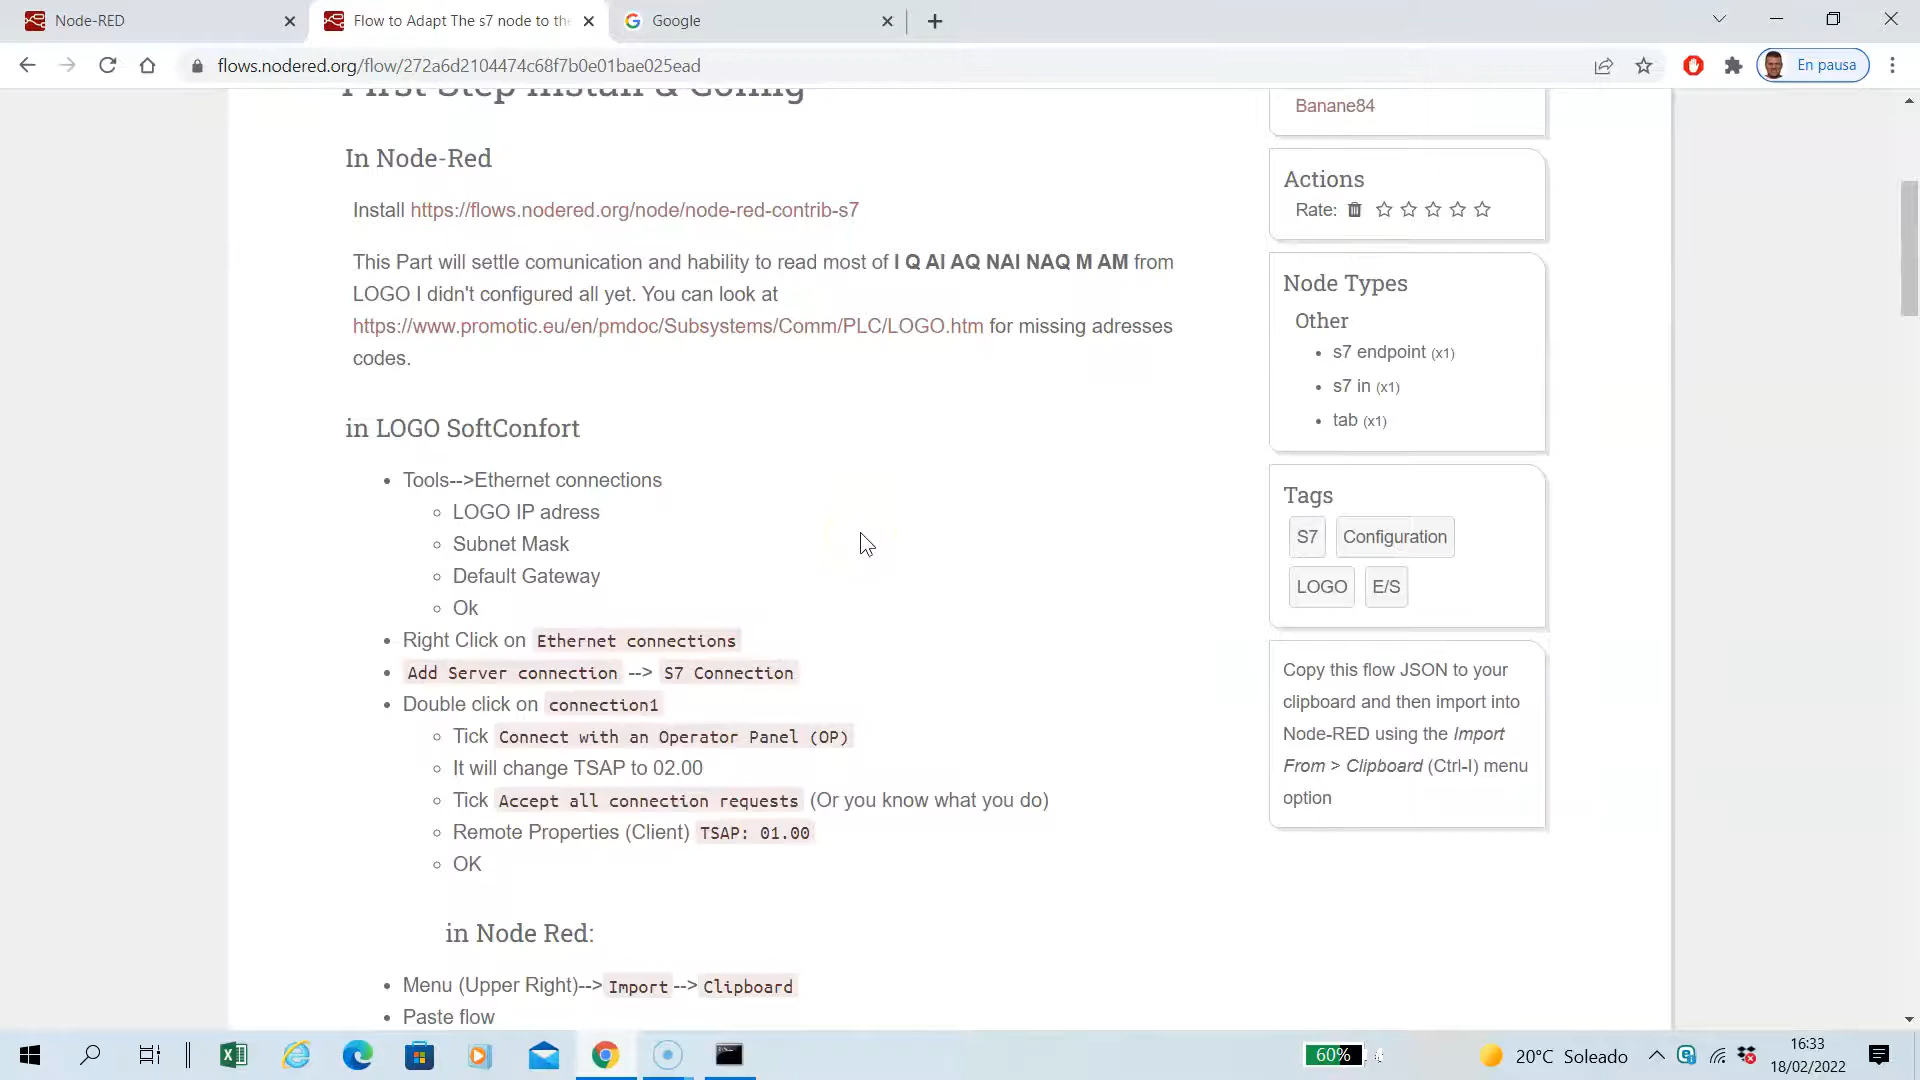 Node-RED
Flow to Adapt The s7 node to the
Google
flows.nodered.org/flow/272a6d2104474c68f7b0e01bae025ead
En pausa
First Step Install & Config
In Node-Red
Install https://flows.nodered.org/node/node-red-contrib-s7
This Part will settle comunication and hability to read most of I Q AI AQ NAI NAQ M AM from
LOGO I didn't configured all yet. You can look at
https://www.promotic.eu/en/pmdoc/Subsystems/Comm/PLC/LOGO.htm for missing adresses
codes.
in LOGO SoftConfort
• Tools-->Ethernet connections
◦ LOGO IP adress
◦ Subnet Mask
◦ Default Gateway
◦ Ok
• Right Click on Ethernet connections
• Add Server connection --> S7 Connection
• Double click on connection1
◦ Tick Connect with an Operator Panel (OP)
◦ It will change TSAP to 02.00
◦ Tick Accept all connection requests (Or you know what you do)
◦ Remote Properties (Client) TSAP: 01.00
◦ OK
in Node Red:
• Menu (Upper Right)-->Import-->Clipboard
• Paste flow
Banane84
Actions
Rate:
Node Types
Other
• s7 endpoint (x1)
• s7 in (x1)
• tab (x1)
Tags
S7 Configuration
LOGO E/S
Copy this flow JSON to your
clipboard and then import into
Node-RED using the Import
From > Clipboard (Ctrl-I) menu
option
60%
20°C Soleado
16:33
18/02/2022